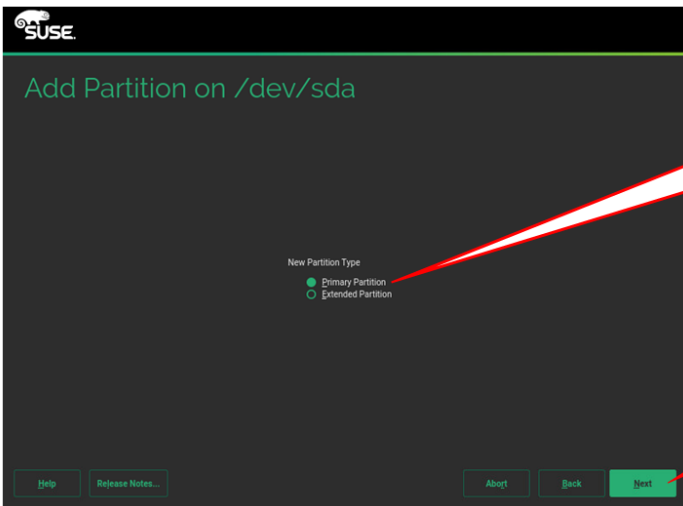 SUSE.
Add Partition on /dev/sda
New Partition Type
Primary Partition
Extended Partition
Help
Release Notes...
Abort
Back
Next